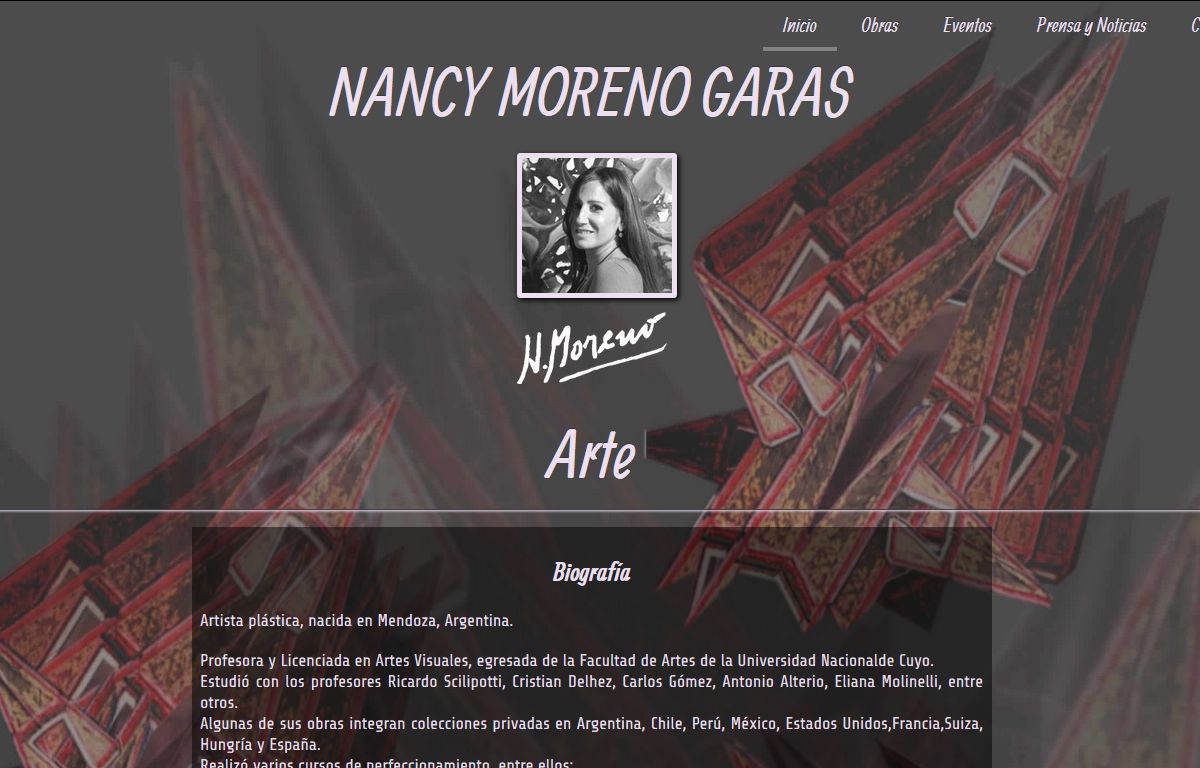 Inicio Obras Eventos Prensa y Noticias
NANCY MORENO GARAS
N.Moreno
Arte
Biografía
Artista plástica, nacida en Mendoza, Argentina.
Profesora y Licenciada en Artes Visuales, egresada de la Facultad de Artes de la Universidad Nacionalde Cuyo.
Estudió con los profesores Ricardo Scilipotti, Cristian Delhez, Carlos Gómez, Antonio Alterio, Eliana Molinelli, entre
otros.
Algunas de sus obras integran colecciones privadas en Argentina, Chile, Perú, México, Estados Unidos,Francia,Suiza,
Hungría y España.
Realizó varios cursos de perfeccionamiento, entre ellos: